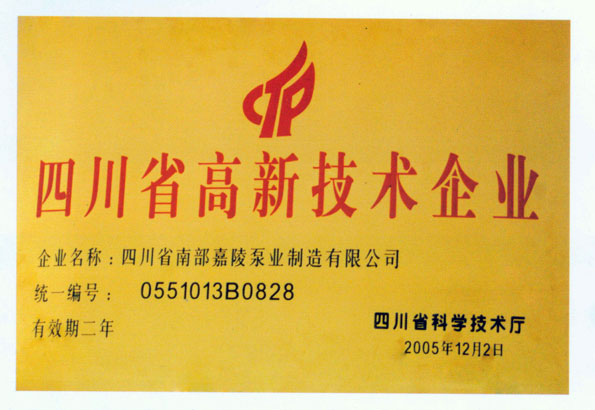 CTP
四川省高新技术企业
企业名称：四川省南部嘉陵泵业制造有限公司
统一编号： 0551013B0828
有效期二年
四川省科学技术厅
2005年12月2日